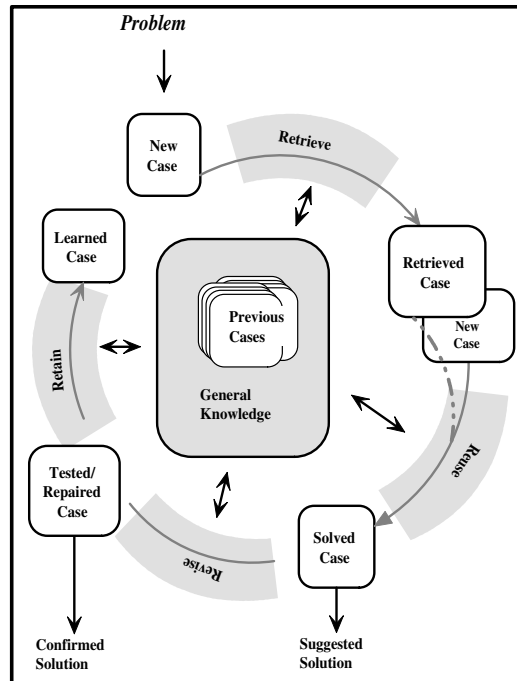 Problem
New
Case
Retrieve
Learned
Case
Retrieved
Case
New
Case
Previous
Cases
General
Knowledge
Retain
Reuse
Tested/
Repaired
Case
Revise
Solved
Case
Confirmed
Solution
Suggested
Solution